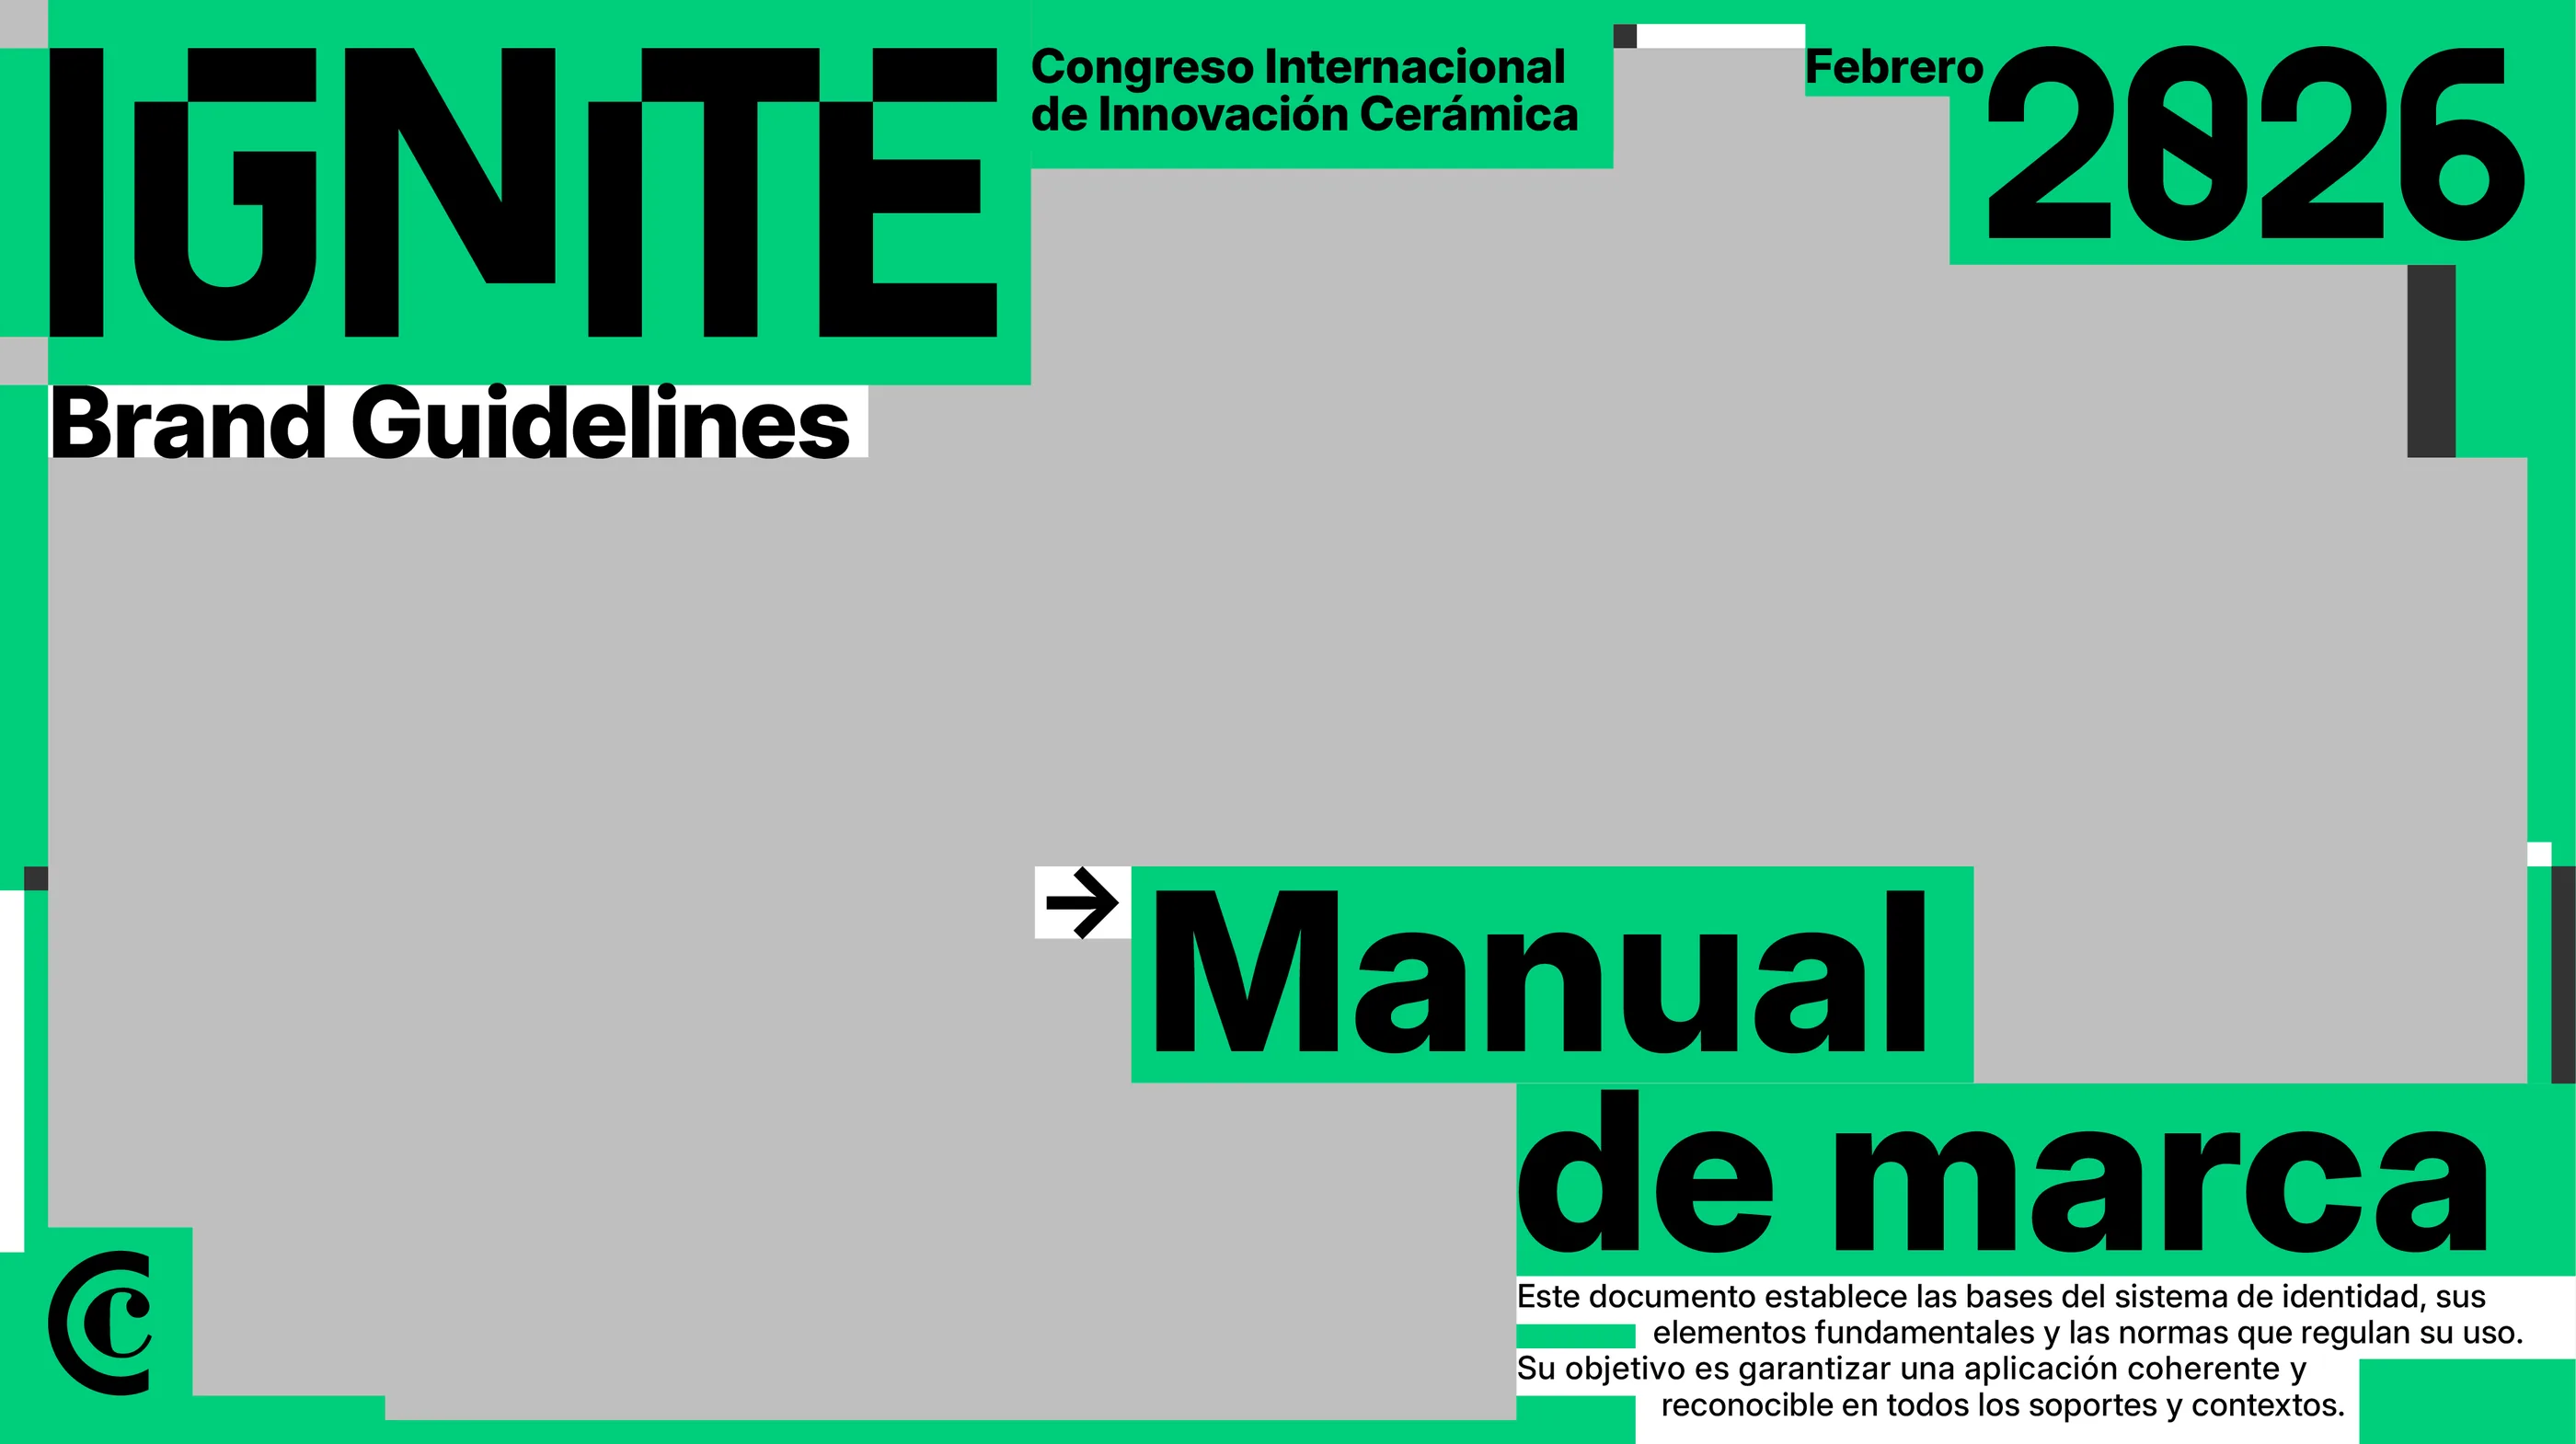 IGNITE
Congreso Internacional
de Innovación Cerámica
Febrero
2026
Brand Guidelines
→ Manual
de marca
Este documento establece las bases del sistema de identidad, sus
elementos fundamentales y las normas que regulan su uso.
Su objetivo es garantizar una aplicación coherente y
reconocible en todos los soportes y contextos.
CC